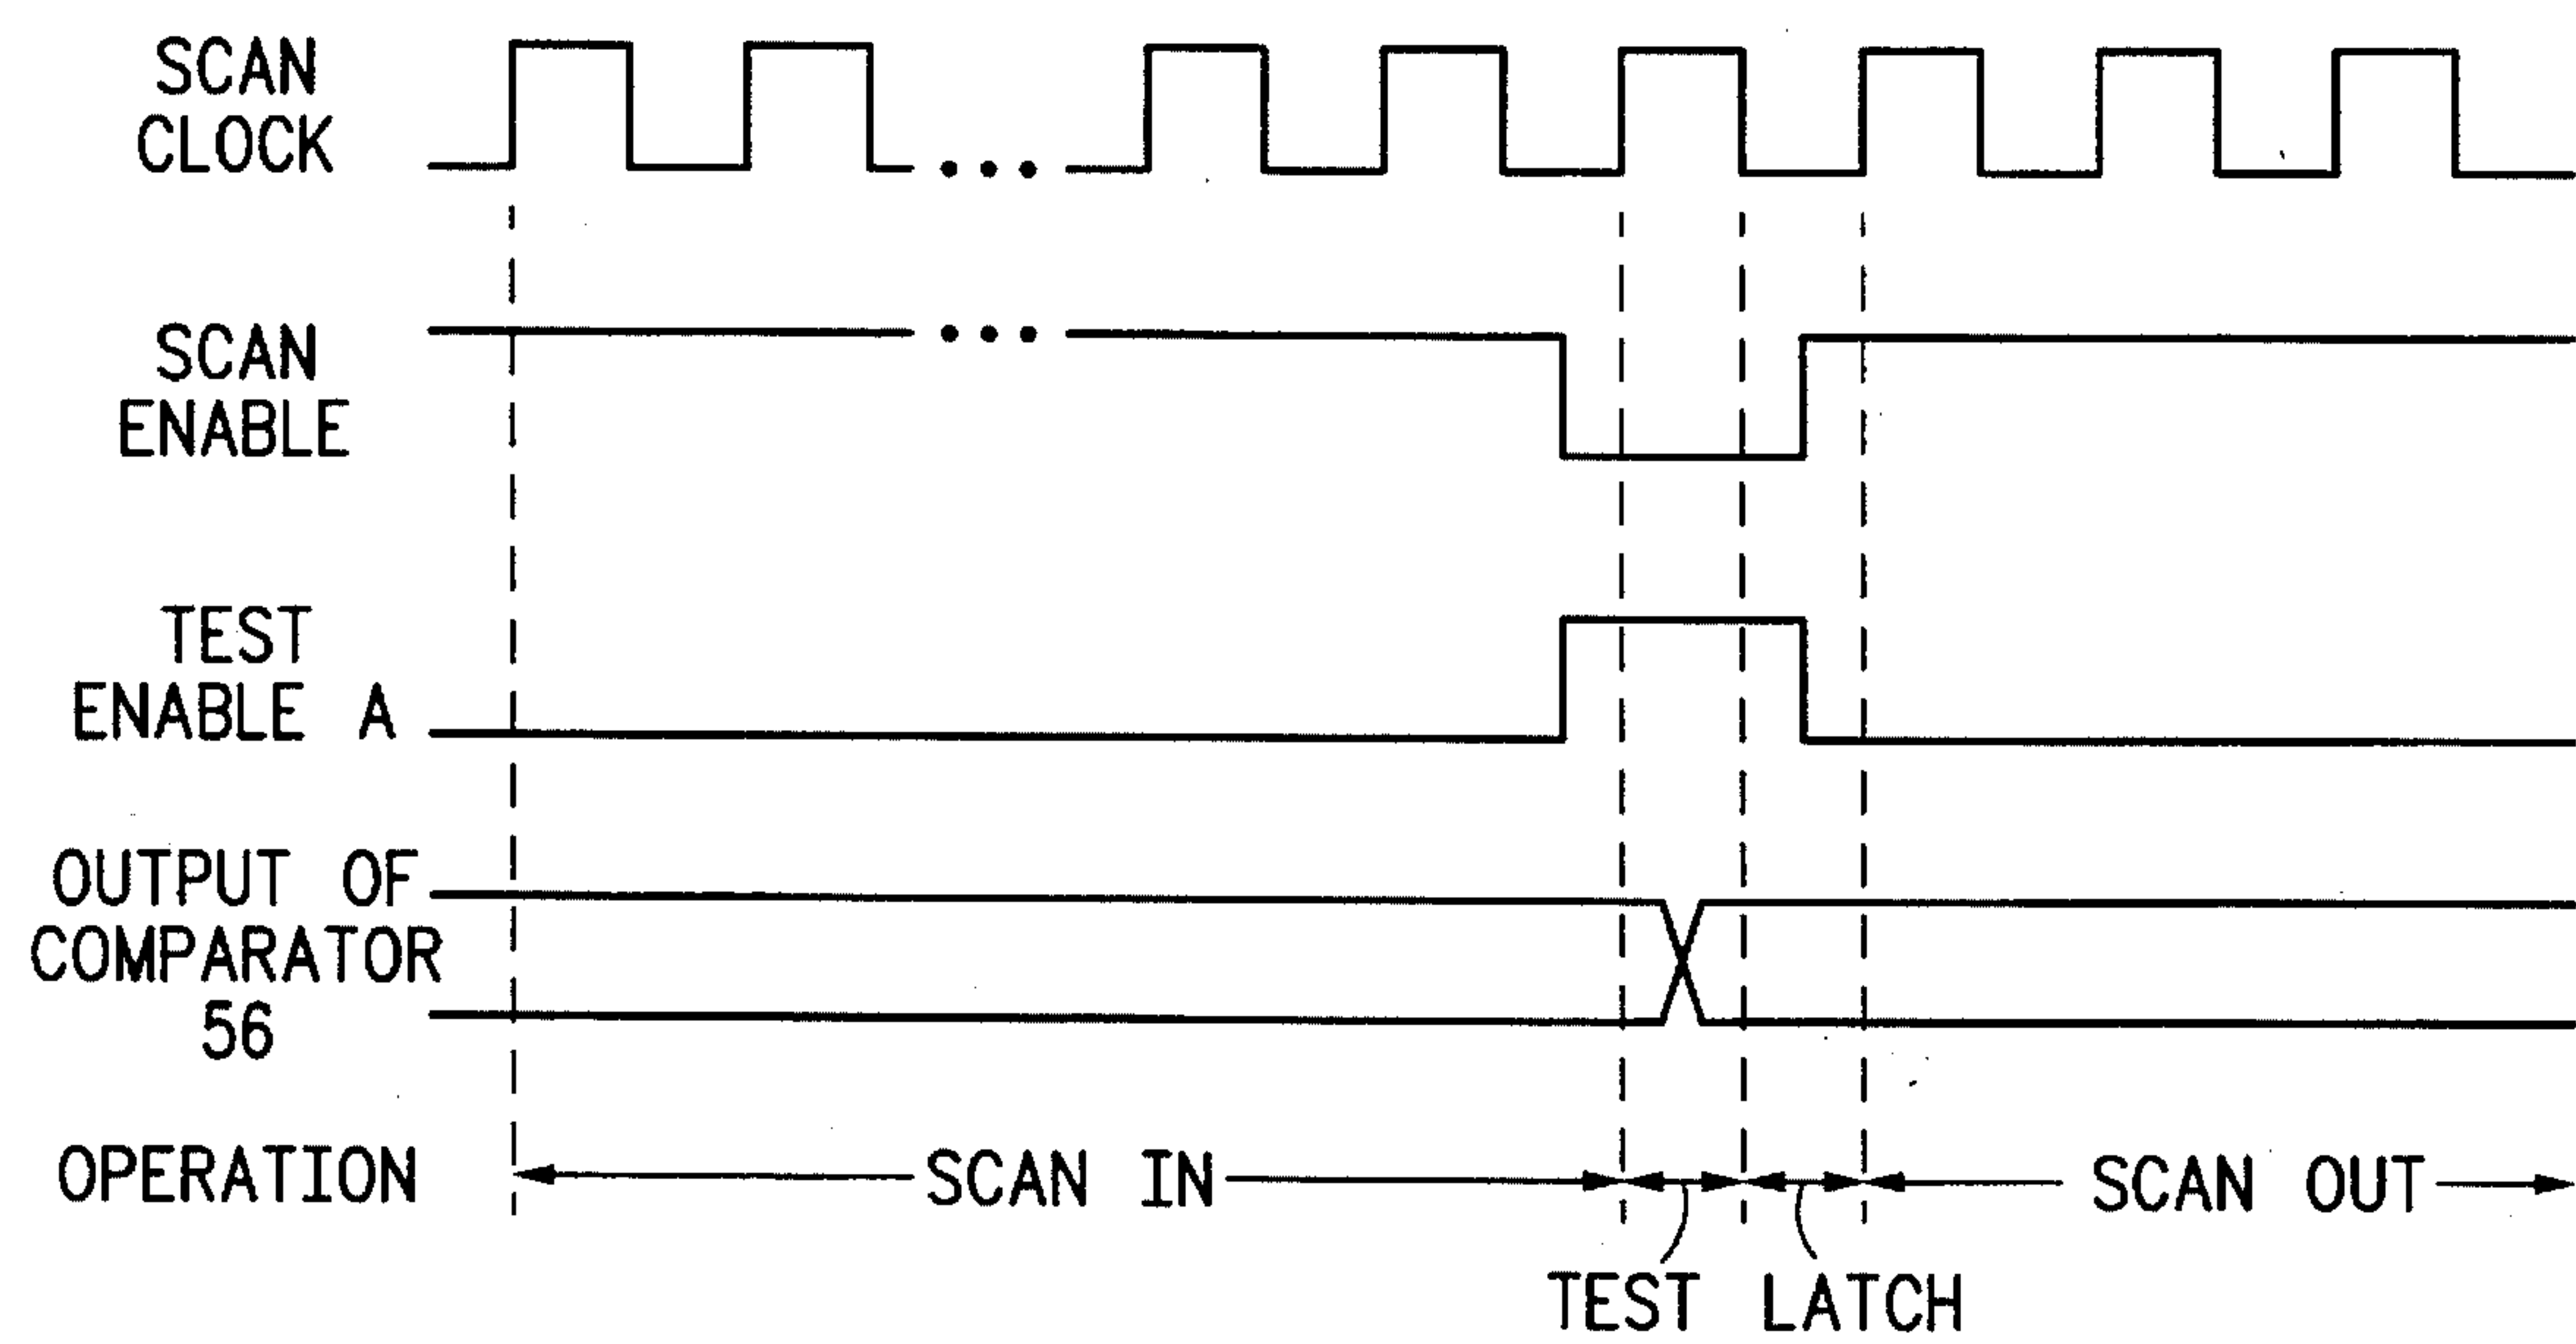 SCAN
CLOCK
SCAN
ENABLE
TEST
ENABLE A
OUTPUT OF
COMPARATOR
56
OPERATION
SCAN IN
SCAN OUT
TEST
LATCH